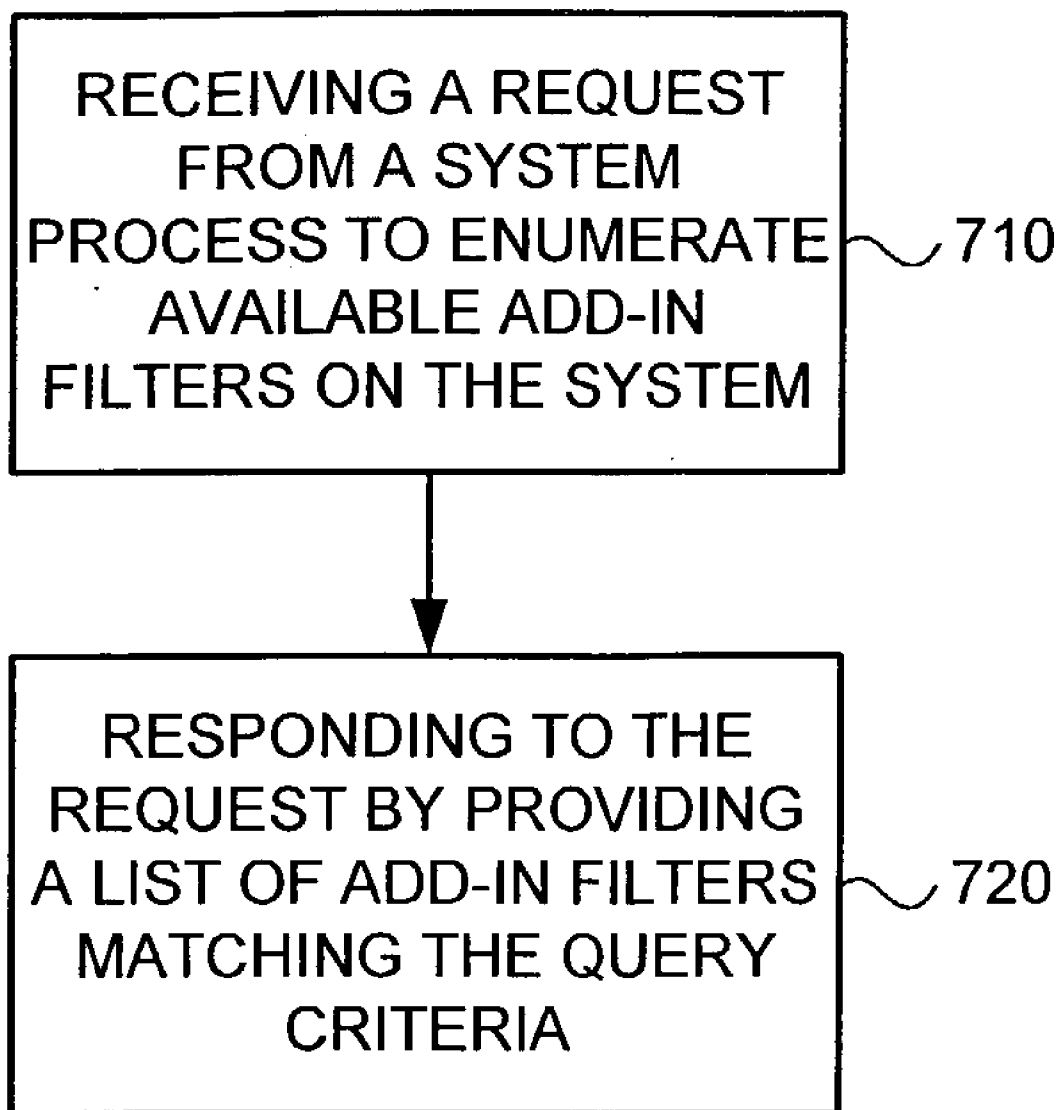 RECEIVING A REQUEST
FROM A SYSTEM
PROCESS TO ENUMERATE
AVAILABLE ADD-IN
FILTERS ON THE SYSTEM
710
RESPONDING TO THE
REQUEST BY PROVIDING
A LIST OF ADD-IN FILTERS
MATCHING THE QUERY
CRITERIA
720